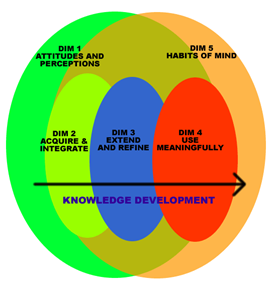 DIM 1
ATTITUDES AND
PERCEPTIONS
DIM 5
HABITS OF MIND
DIM 2
ACQUIRE &
INTEGRATE
DIM 3
EXTEND
AND REFINE
DIM 4
USE
MEANINGFULLY
KNOWLEDGE DEVELOPMENT